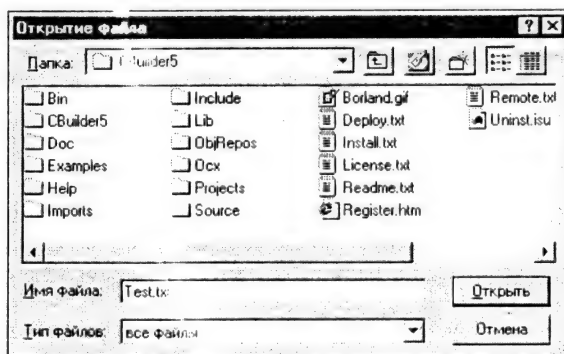 Открытие файла
Папка: CBuilder5
Bin Include Borland.gif Remote.txt
CBuilder5 Lib Deploy.txt Uninst.isu
Doc ObjRepos Install.txt
Examples Ocx License.txt
Help Projects Readme.txt
Imports Source Register.htm
Имя файла: Test.tx Открыть
Тип файлов: все файлы Отмена